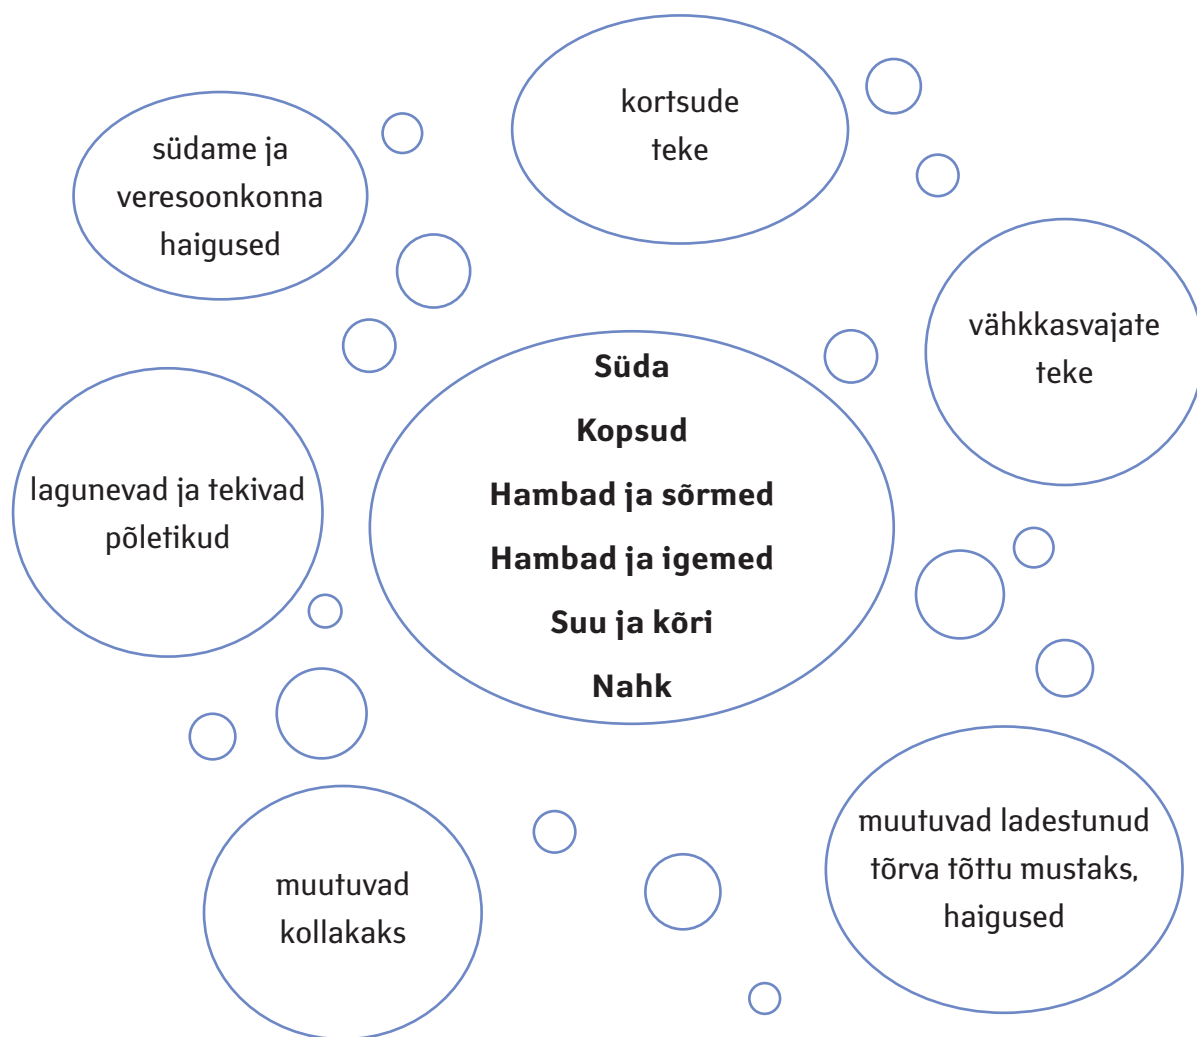 kortsude
teke
südame ja
veresoonkonna
haigused
vähkkasvajate
teke
Süda
Kopsud
Hambad ja sõrmed
Hambad ja igemed
Suu ja kõri
Nahk
lagunevad ja tekivad
põletikud
muutuvad ladestunud
tõrva tõttu mustaks,
haigused
muutuvad
kollakaks